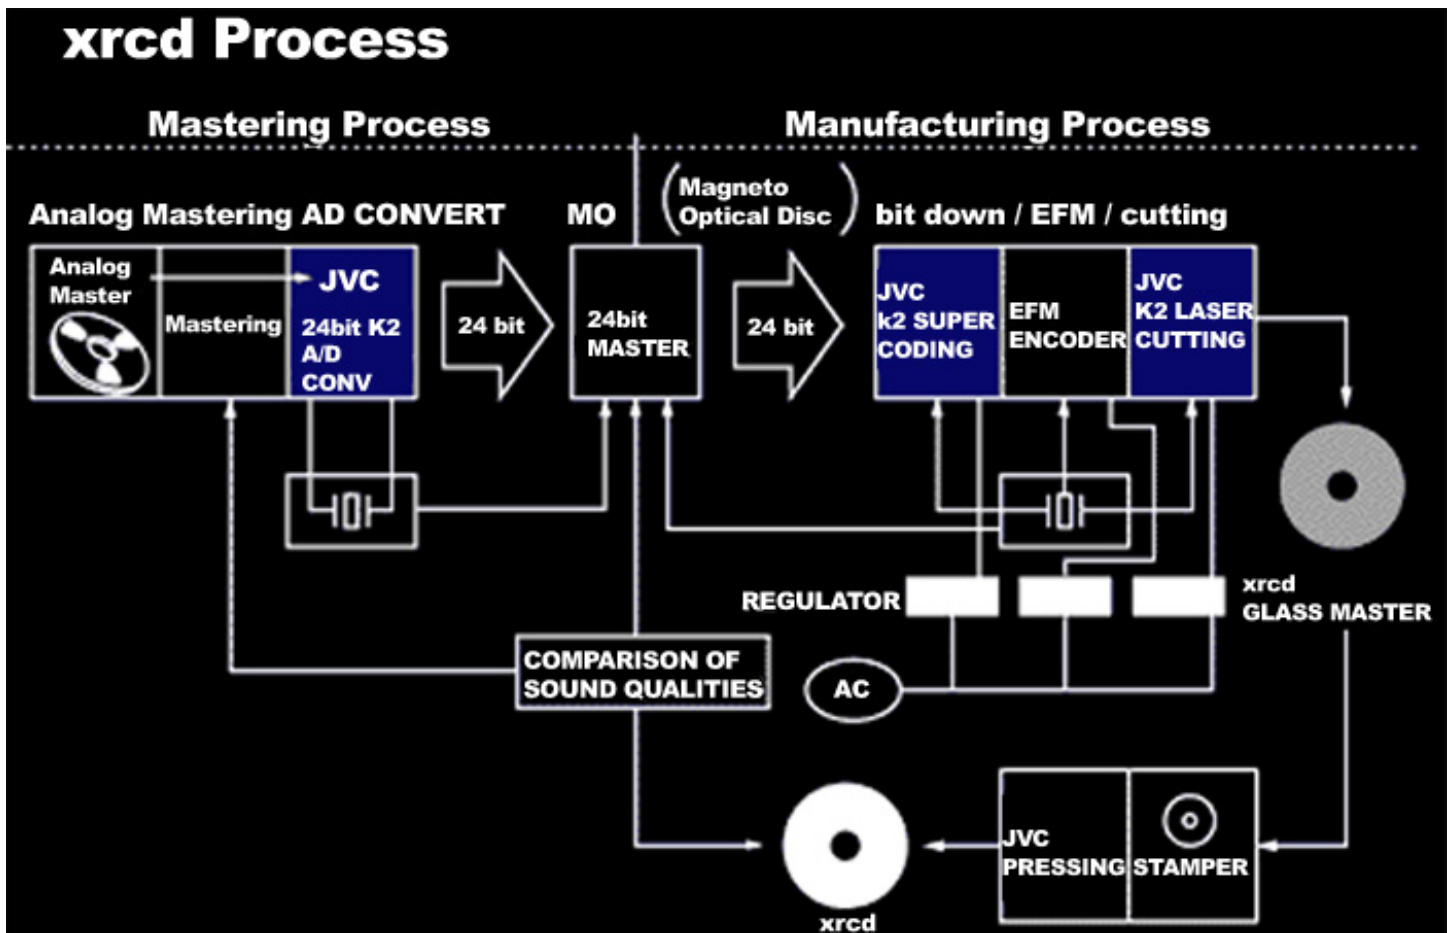 xrcd Process
Mastering Process
Manufacturing Process
Analog Mastering AD CONVERT
MO
Magneto
Optical Disc
bit down / EFM / cutting
Analog
Master
Mastering
JVC
24bit K2
A/D
CONV
24 bit
24bit
MASTER
24 bit
JVC
k2 SUPER
CODING
EFM
ENCODER
JVC
K2 LASER
CUTTING
REGULATOR
xrcd
GLASS MASTER
COMPARISON OF
SOUND QUALITIES
AC
JVC
PRESSING
STAMPER
xrcd